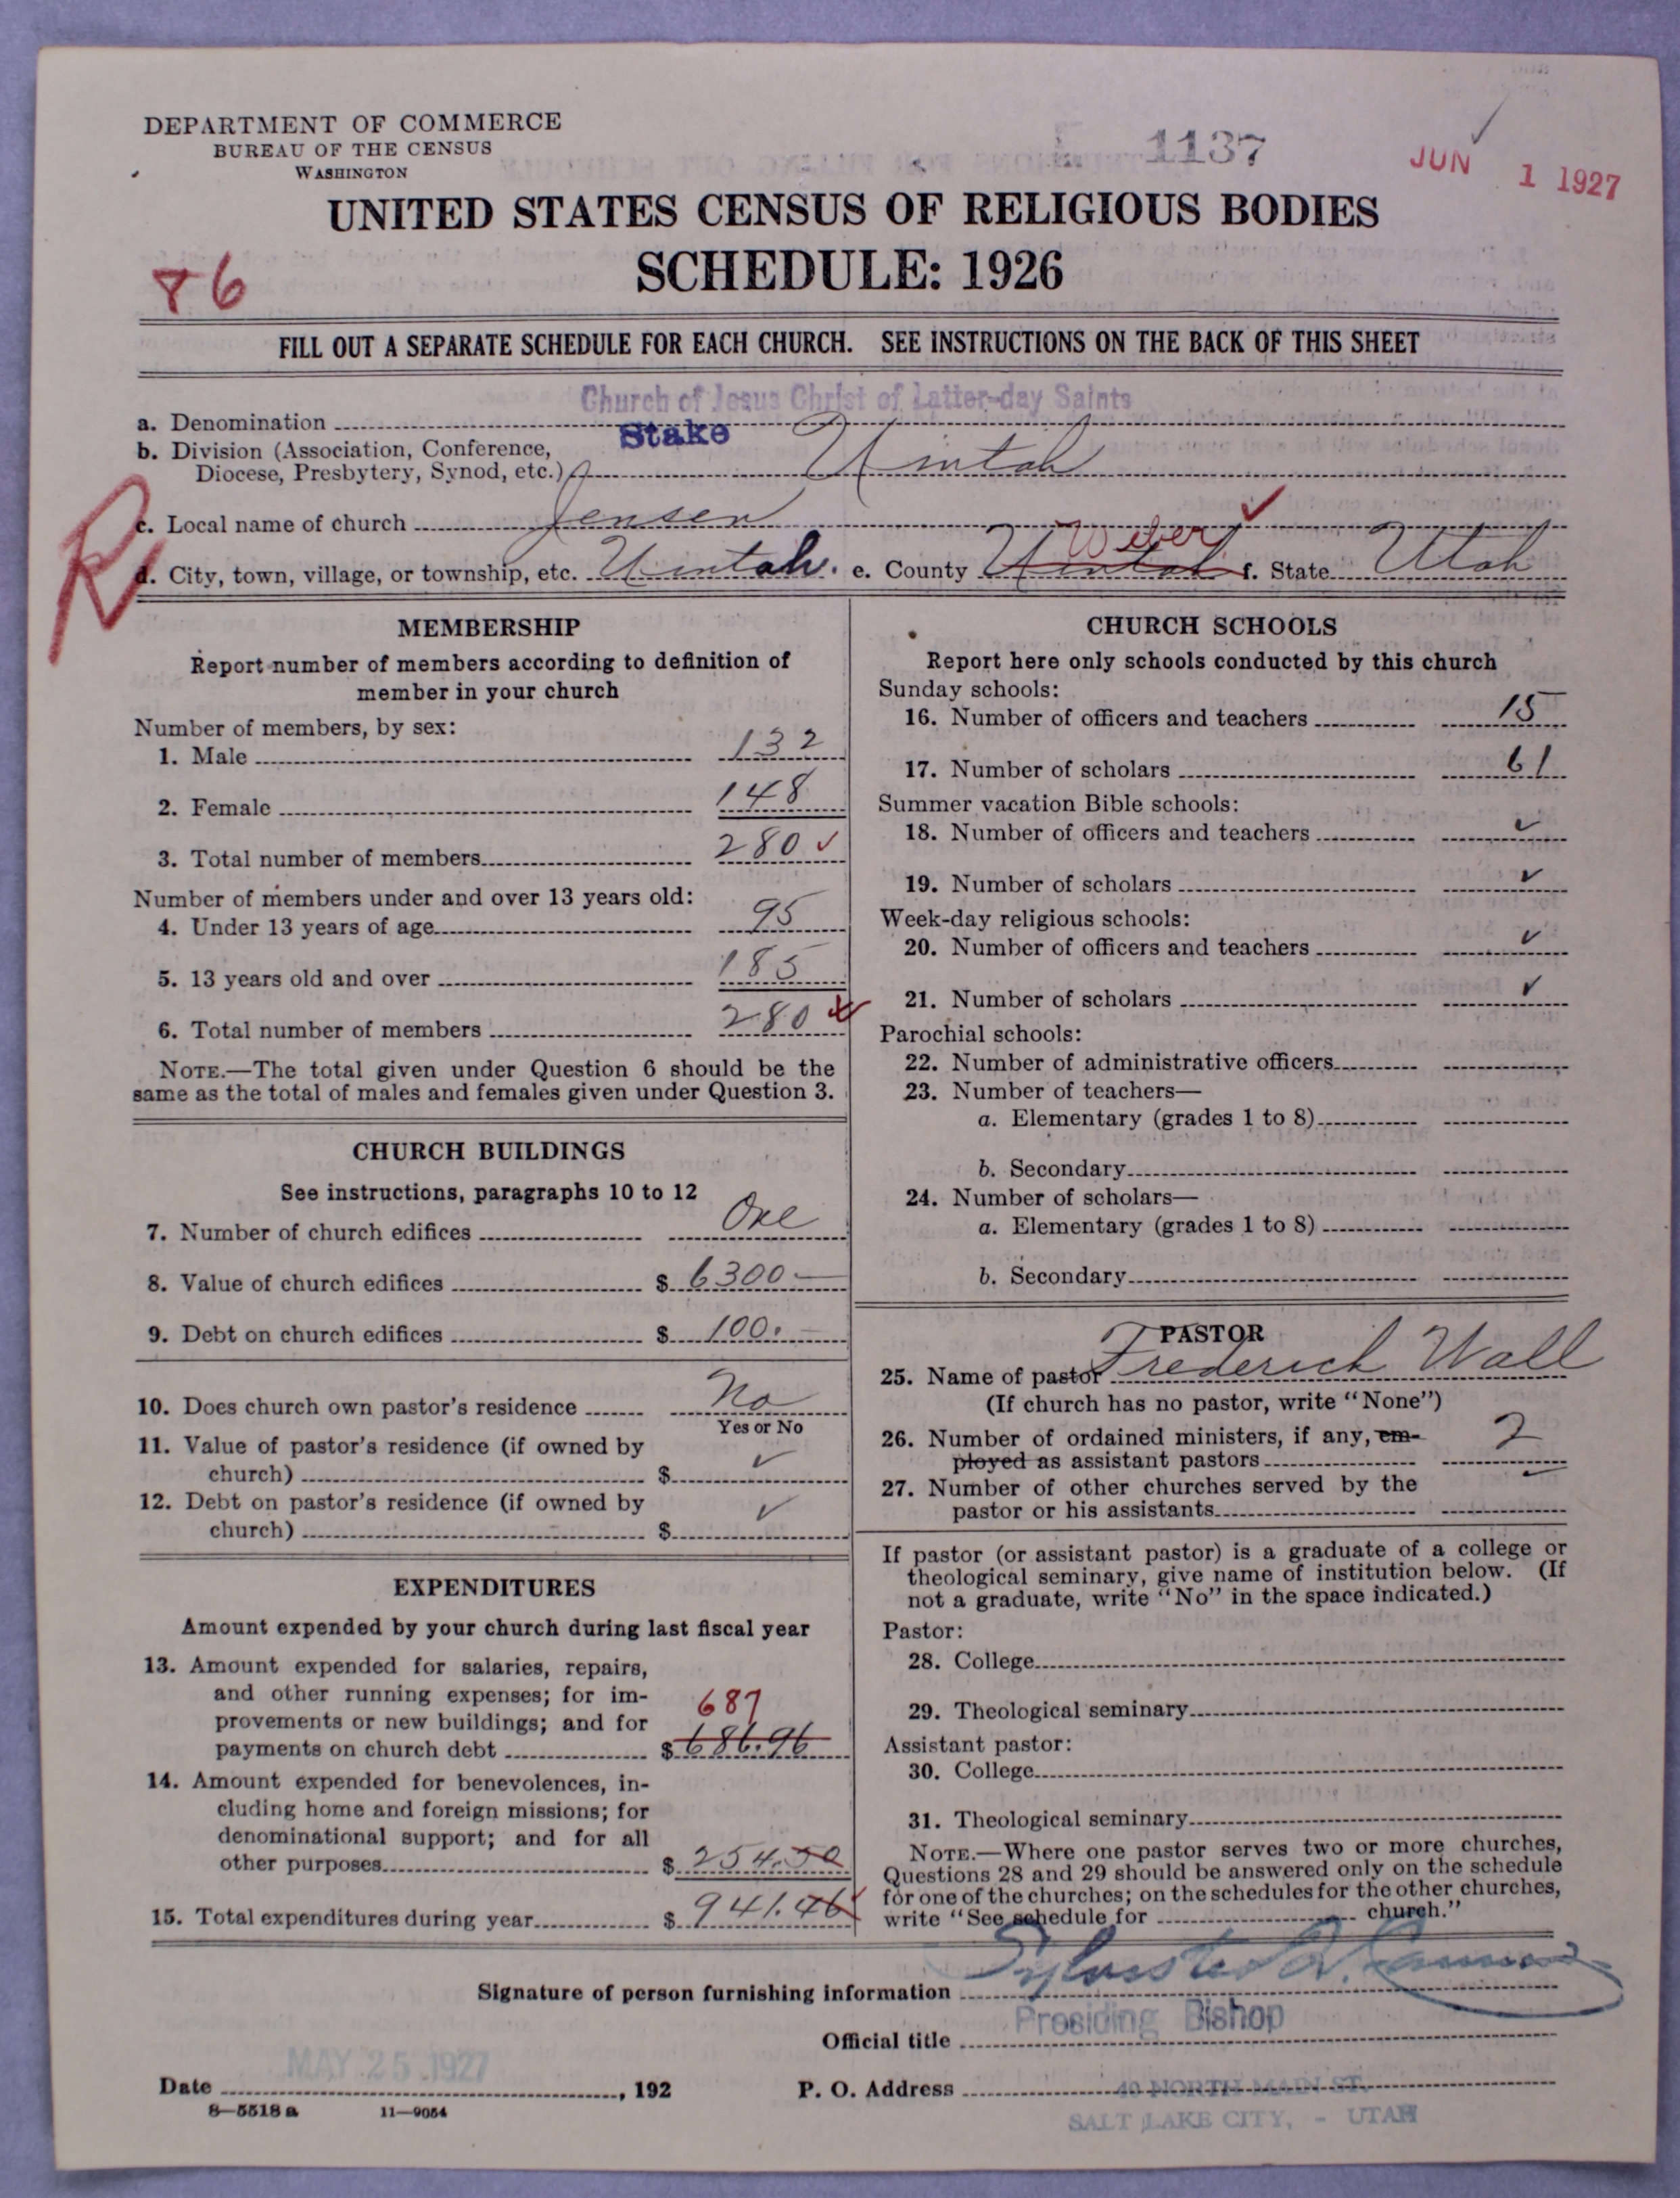 DEPARTMENT OF COMMERCE
BUREAU OF THE CENSUS
WASHINGTON
1137
JUN 1 1927
UNITED STATES CENSUS OF RELIGIOUS BODIES
SCHEDULE: 1926
86
FILL OUT A SEPARATE SCHEDULE FOR EACH CHURCH. SEE INSTRUCTIONS ON THE BACK OF THIS SHEET
Church of Jesus Christ of Latter-day Saints
a. Denomination
b. Division (Association, Conference, Stake
Diocese, Presbytery, Synod, etc.) Uintah
R
c. Local name of church Jensen
Weber
d. City, town, village, or township, etc. Uintah. e. County Uintah f. State Utah
MEMBERSHIP
Report number of members according to definition of
member in your church
Number of members, by sex:
1. Male 132
2. Female 148
3. Total number of members 280
Number of members under and over 13 years old:
4. Under 13 years of age 95
5. 13 years old and over 185
6. Total number of members 280
NOTE.—The total given under Question 6 should be the
same as the total of males and females given under Question 3.
CHURCH BUILDINGS
See instructions, paragraphs 10 to 12
7. Number of church edifices One
8. Value of church edifices $ 6300.—
9. Debt on church edifices $ 100.—
10. Does church own pastor's residence No
Yes or No
11. Value of pastor's residence (if owned by
church) $ ✓
12. Debt on pastor's residence (if owned by
church) $ ✓
EXPENDITURES
Amount expended by your church during last fiscal year
13. Amount expended for salaries, repairs,
and other running expenses; for im-
provements or new buildings; and for 687
payments on church debt $ 686.96
14. Amount expended for benevolences, in-
cluding home and foreign missions; for
denominational support; and for all
other purposes $ 254.50
15. Total expenditures during year $ 941.46
CHURCH SCHOOLS
Report here only schools conducted by this church
Sunday schools:
16. Number of officers and teachers 15
17. Number of scholars 61
Summer vacation Bible schools:
18. Number of officers and teachers ✓
19. Number of scholars ✓
Week-day religious schools:
20. Number of officers and teachers ✓
21. Number of scholars ✓
Parochial schools:
22. Number of administrative officers
23. Number of teachers—
a. Elementary (grades 1 to 8)
b. Secondary
24. Number of scholars—
a. Elementary (grades 1 to 8)
b. Secondary
PASTOR
25. Name of pastor Frederick Wall
(If church has no pastor, write "None")
26. Number of ordained ministers, if any, em-
ployed as assistant pastors 2
27. Number of other churches served by the
pastor or his assistants
If pastor (or assistant pastor) is a graduate of a college or
theological seminary, give name of institution below. (If
not a graduate, write "No" in the space indicated.)
Pastor:
28. College
29. Theological seminary
Assistant pastor:
30. College
31. Theological seminary
NOTE.—Where one pastor serves two or more churches,
Questions 28 and 29 should be answered only on the schedule
for one of the churches; on the schedules for the other churches,
write "See schedule for church."
Signature of person furnishing information Sylvester Q. Cannon
Official title Presiding Bishop
Date MAY 25 1927, 192
P. O. Address 40 NORTH MAIN ST.
SALT LAKE CITY, - UTAH
8—5518 a 11—9054